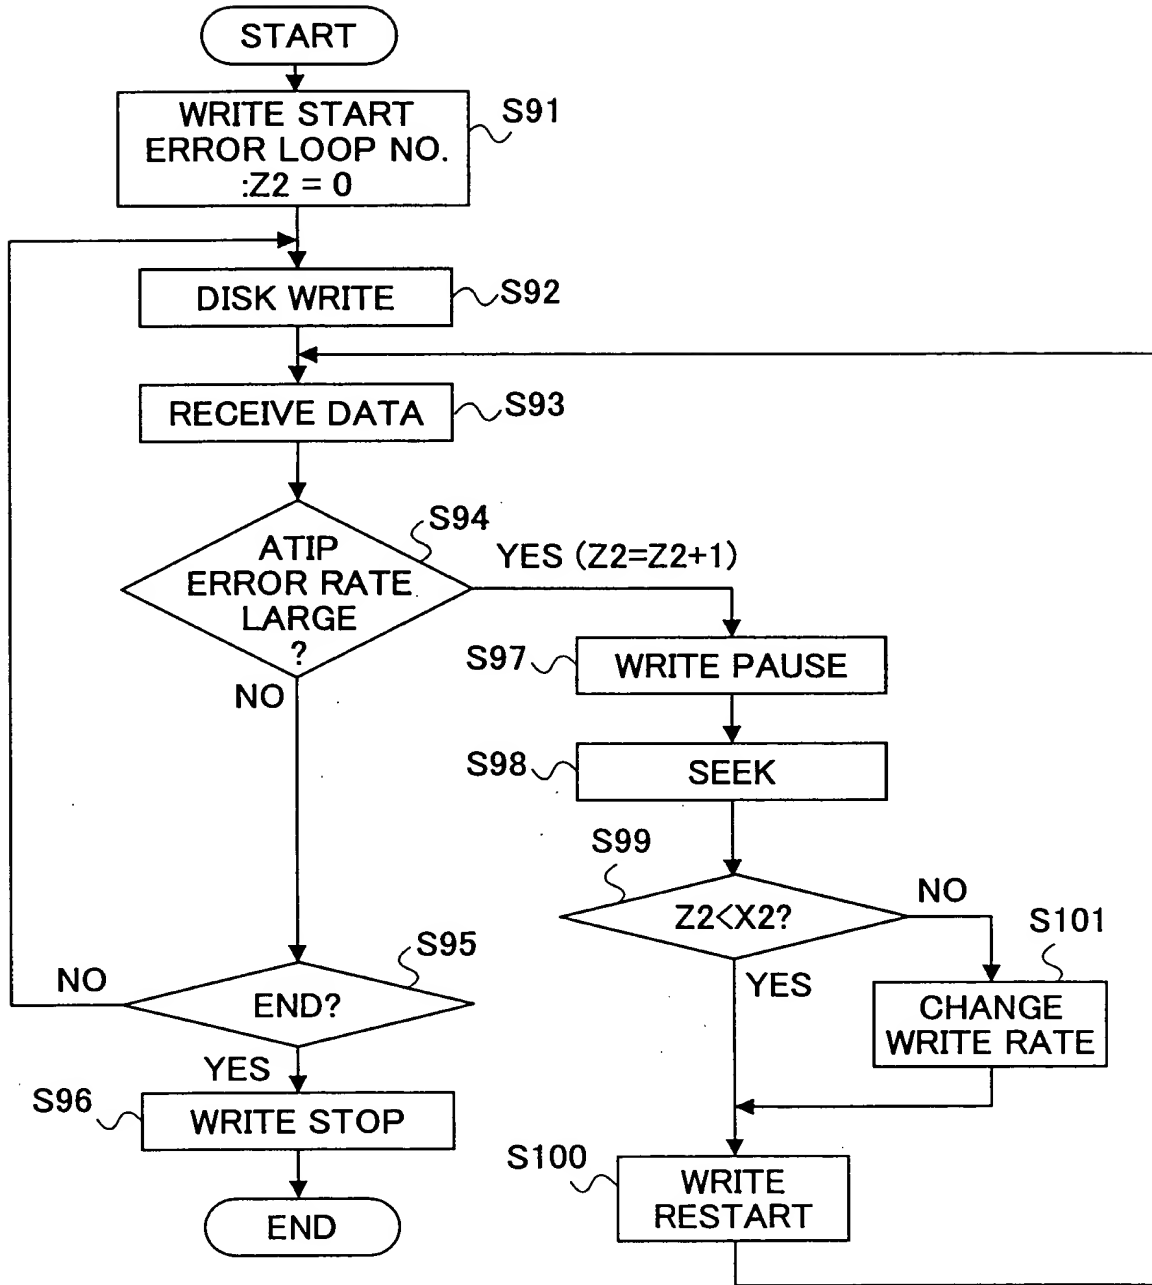 START
WRITE START
ERROR LOOP NO.
:Z2 = 0
S91
DISK WRITE
S92
RECEIVE DATA
S93
ATIP
ERROR RATE
LARGE
?
S94
YES (Z2=Z2+1)
NO
S97
WRITE PAUSE
S98
SEEK
S99
Z2<X2?
NO
YES
S101
CHANGE
WRITE RATE
S95
END?
NO
YES
S96
WRITE STOP
END
S100
WRITE
RESTART